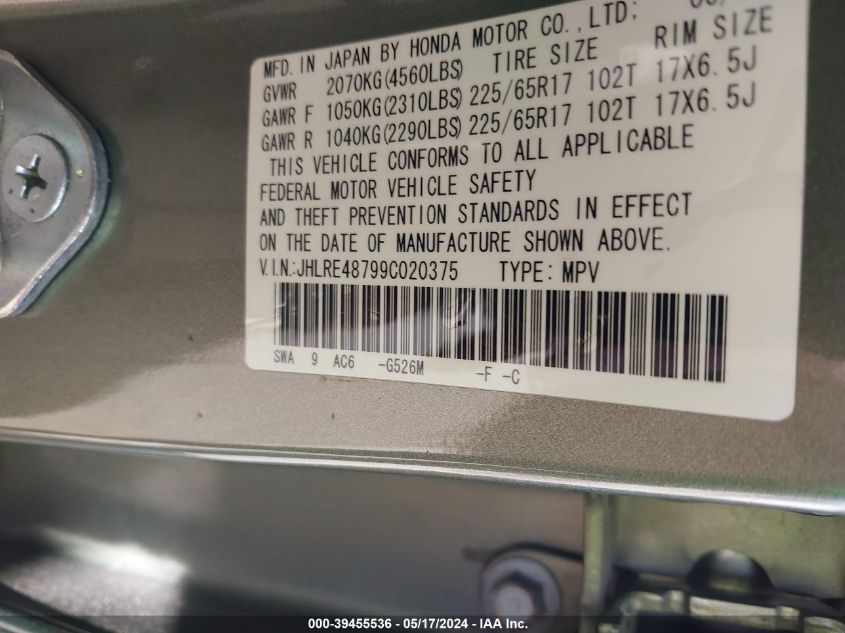 MFD. IN JAPAN BY HONDA MOTOR CO.,LTD;
GVWR 2070KG(4560LBS) TIRE SIZE RIM SIZE
GAWR F 1050KG(2310LBS) 225/65R17 102T 17X6.5J
GAWR R 1040KG(2290LBS) 225/65R17 102T 17X6.5J
THIS VEHICLE CONFORMS TO ALL APPLICABLE
FEDERAL MOTOR VEHICLE SAFETY
AND THEFT PREVENTION STANDARDS IN EFFECT
ON THE DATE OF MANUFACTURE SHOWN ABOVE.
V.I.N.:JHLRE48799C020375 TYPE: MPV
SWA 9 AC6 -G526M -F -C
000-39455536 - 05/17/2024 - IAA Inc.